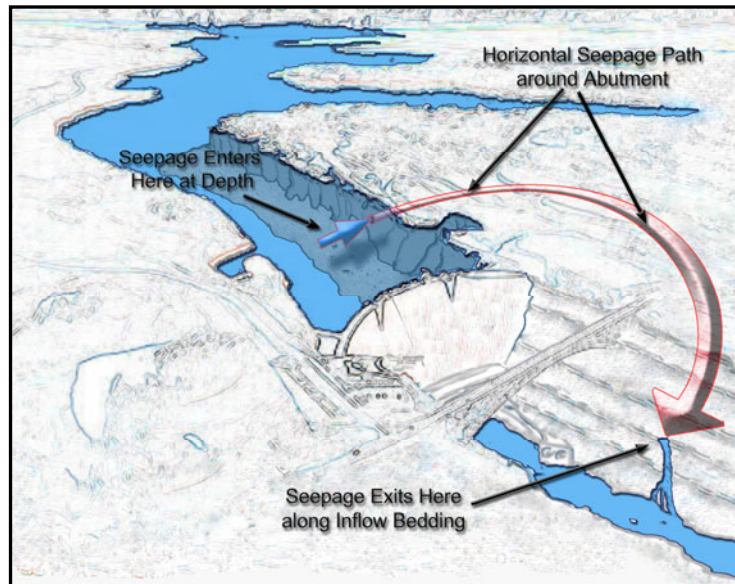 Horizontal Seepage Path
around Abutment
Seepage Enters
Here at Depth
Seepage Exits Here
along Inflow Bedding